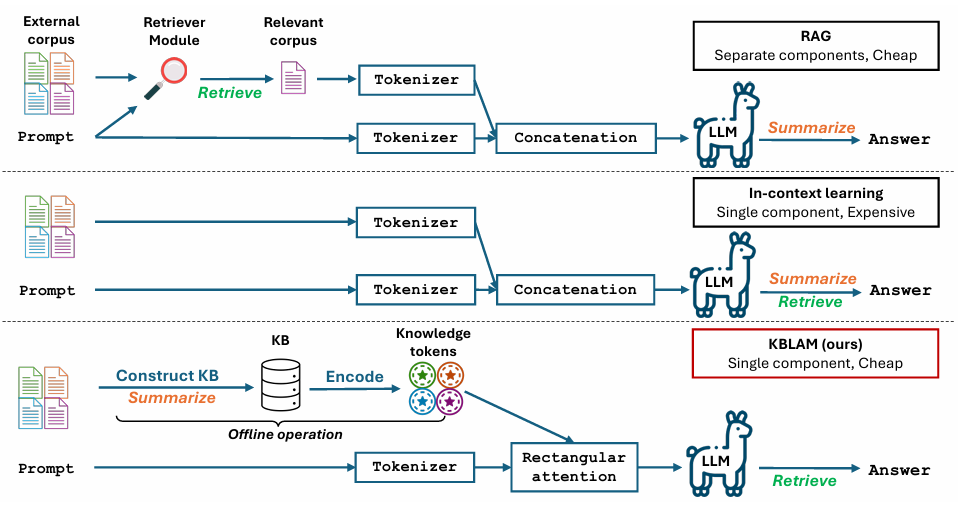 External
corpus
Retriever
Module
Relevant
corpus
RAG
Separate components, Cheap
Retrieve
Tokenizer
Prompt
Tokenizer
Concatenation
LLM
Summarize
Answer
In-context learning
Single component, Expensive
Tokenizer
Prompt
Tokenizer
Concatenation
LLM
Summarize
Retrieve
Answer
KBLAM (ours)
Single component, Cheap
KB
Knowledge
tokens
Construct KB
Summarize
Encode
Offline operation
Prompt
Tokenizer
Rectangular
attention
LLM
Retrieve
Answer